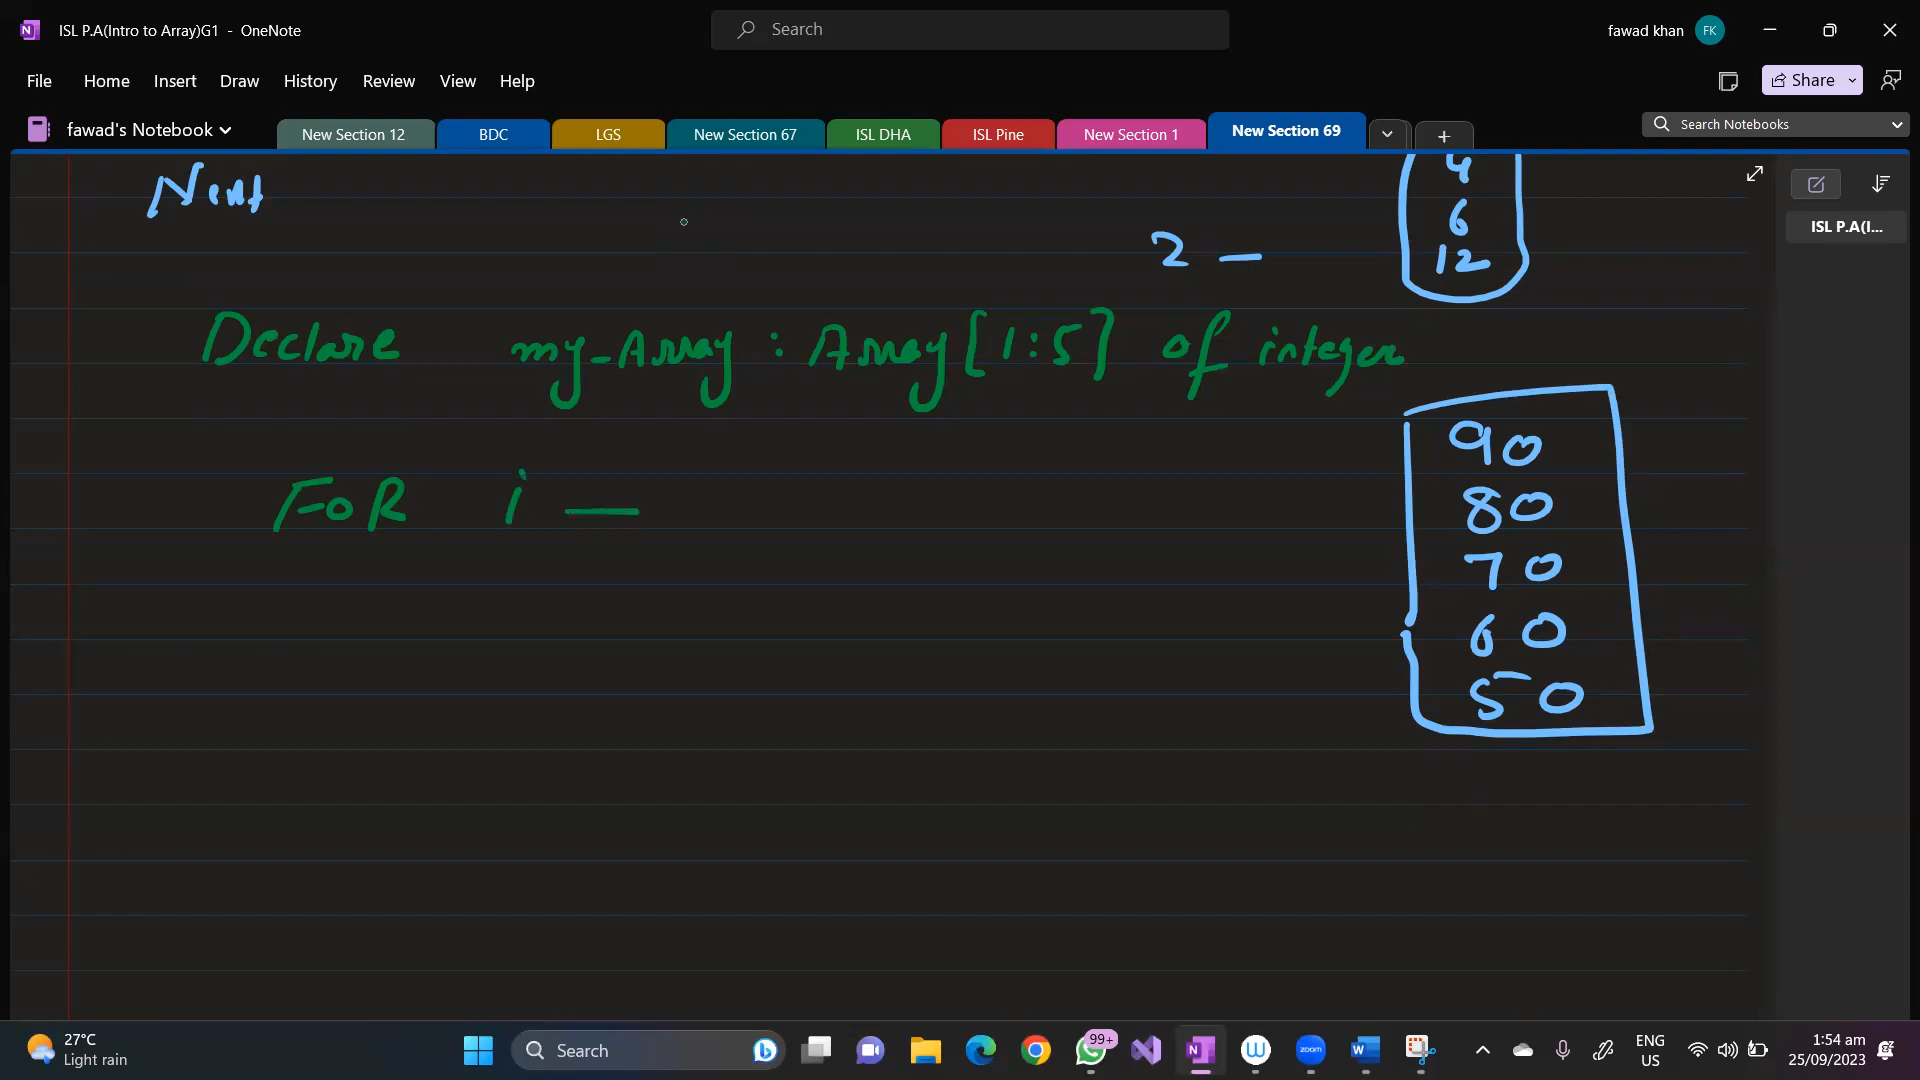 ISL P.A(Intro to Array)G1 - OneNote
Search
fawad khan
FK
File Home Insert Draw History Review View Help
Share
fawad's Notebook
New Section 12
BDC
LGS
New Section 67
ISL DHA
ISL Pine
New Section 1
New Section 69
+
Search Notebooks
ISL P.A(I...
Next
4
6
2 —
12
Declare my-Array : Array[1:5] of integer
90
FOR i —
80
70
60
50
27°C
Light rain
Search
99+
zoom
ENG
US
1:54 am
25/09/2023